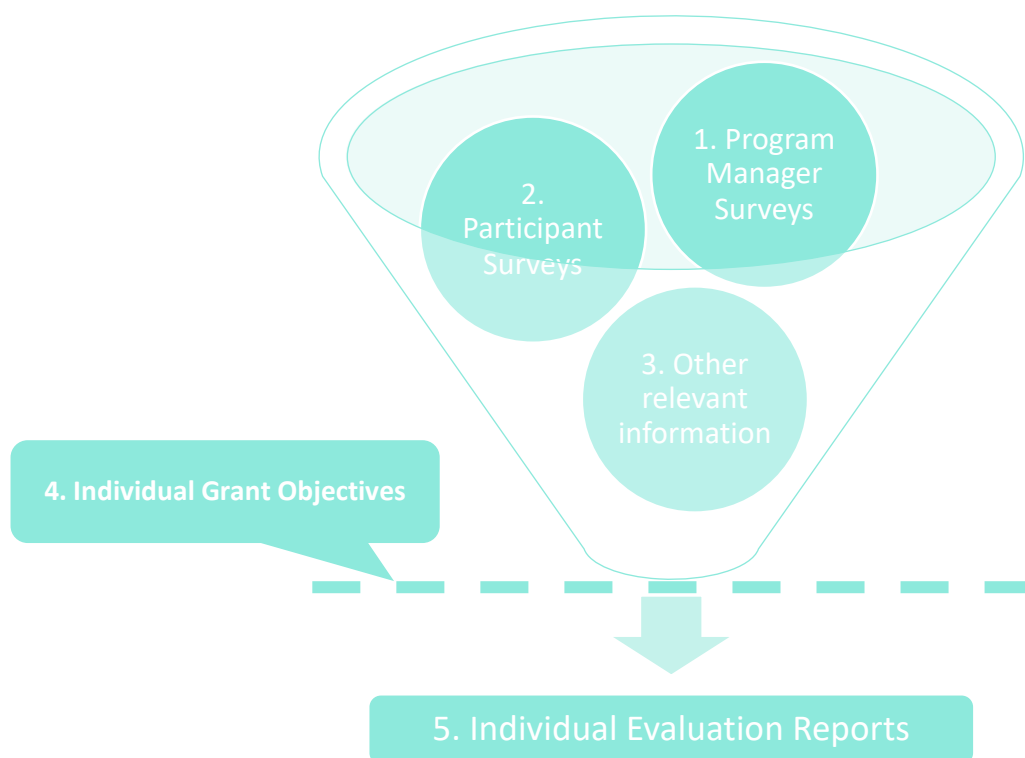 1. Program
Manager
Surveys
2.
Participant
Surveys
3. Other
relevant
information
4. Individual Grant Objectives
5. Individual Evaluation Reports